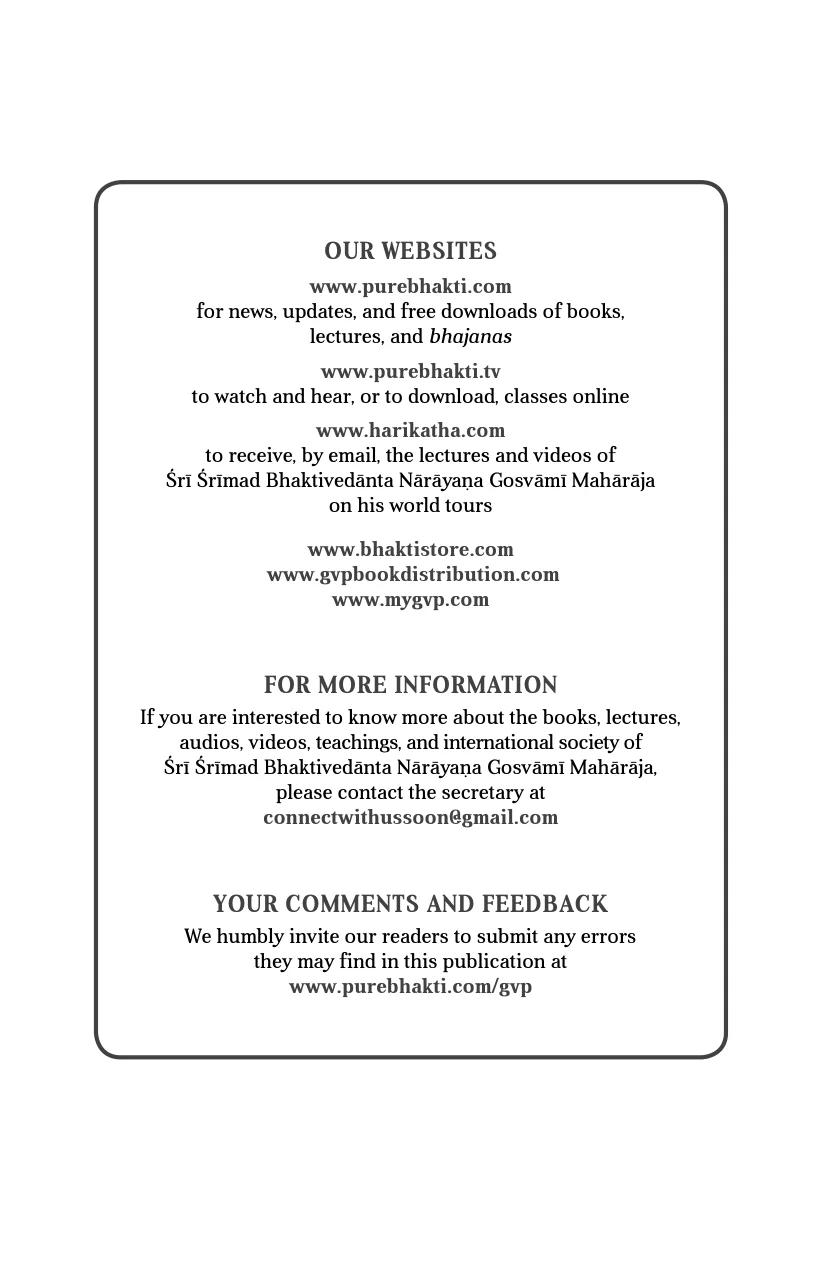 OUR WEBSITES
www.purebhakti.com
for news, updates, and free downloads of books,
lectures, and bhajanas
www.purebhakti.tv
to watch and hear, or to download, classes online
www.harikatha.com
to receive, by email, the lectures and videos of
Śrī Śrīmad Bhaktivedānta Nārāyaṇa Gosvāmī Mahārāja
on his world tours
www.bhaktistore.com
www.gvpbookdistribution.com
www.mygvp.com
FOR MORE INFORMATION
If you are interested to know more about the books, lectures,
audios, videos, teachings, and international society of
Śrī Śrīmad Bhaktivedānta Nārāyaṇa Gosvāmī Mahārāja,
please contact the secretary at
connectwithussoon@gmail.com
YOUR COMMENTS AND FEEDBACK
We humbly invite our readers to submit any errors
they may find in this publication at
www.purebhakti.com/gvp